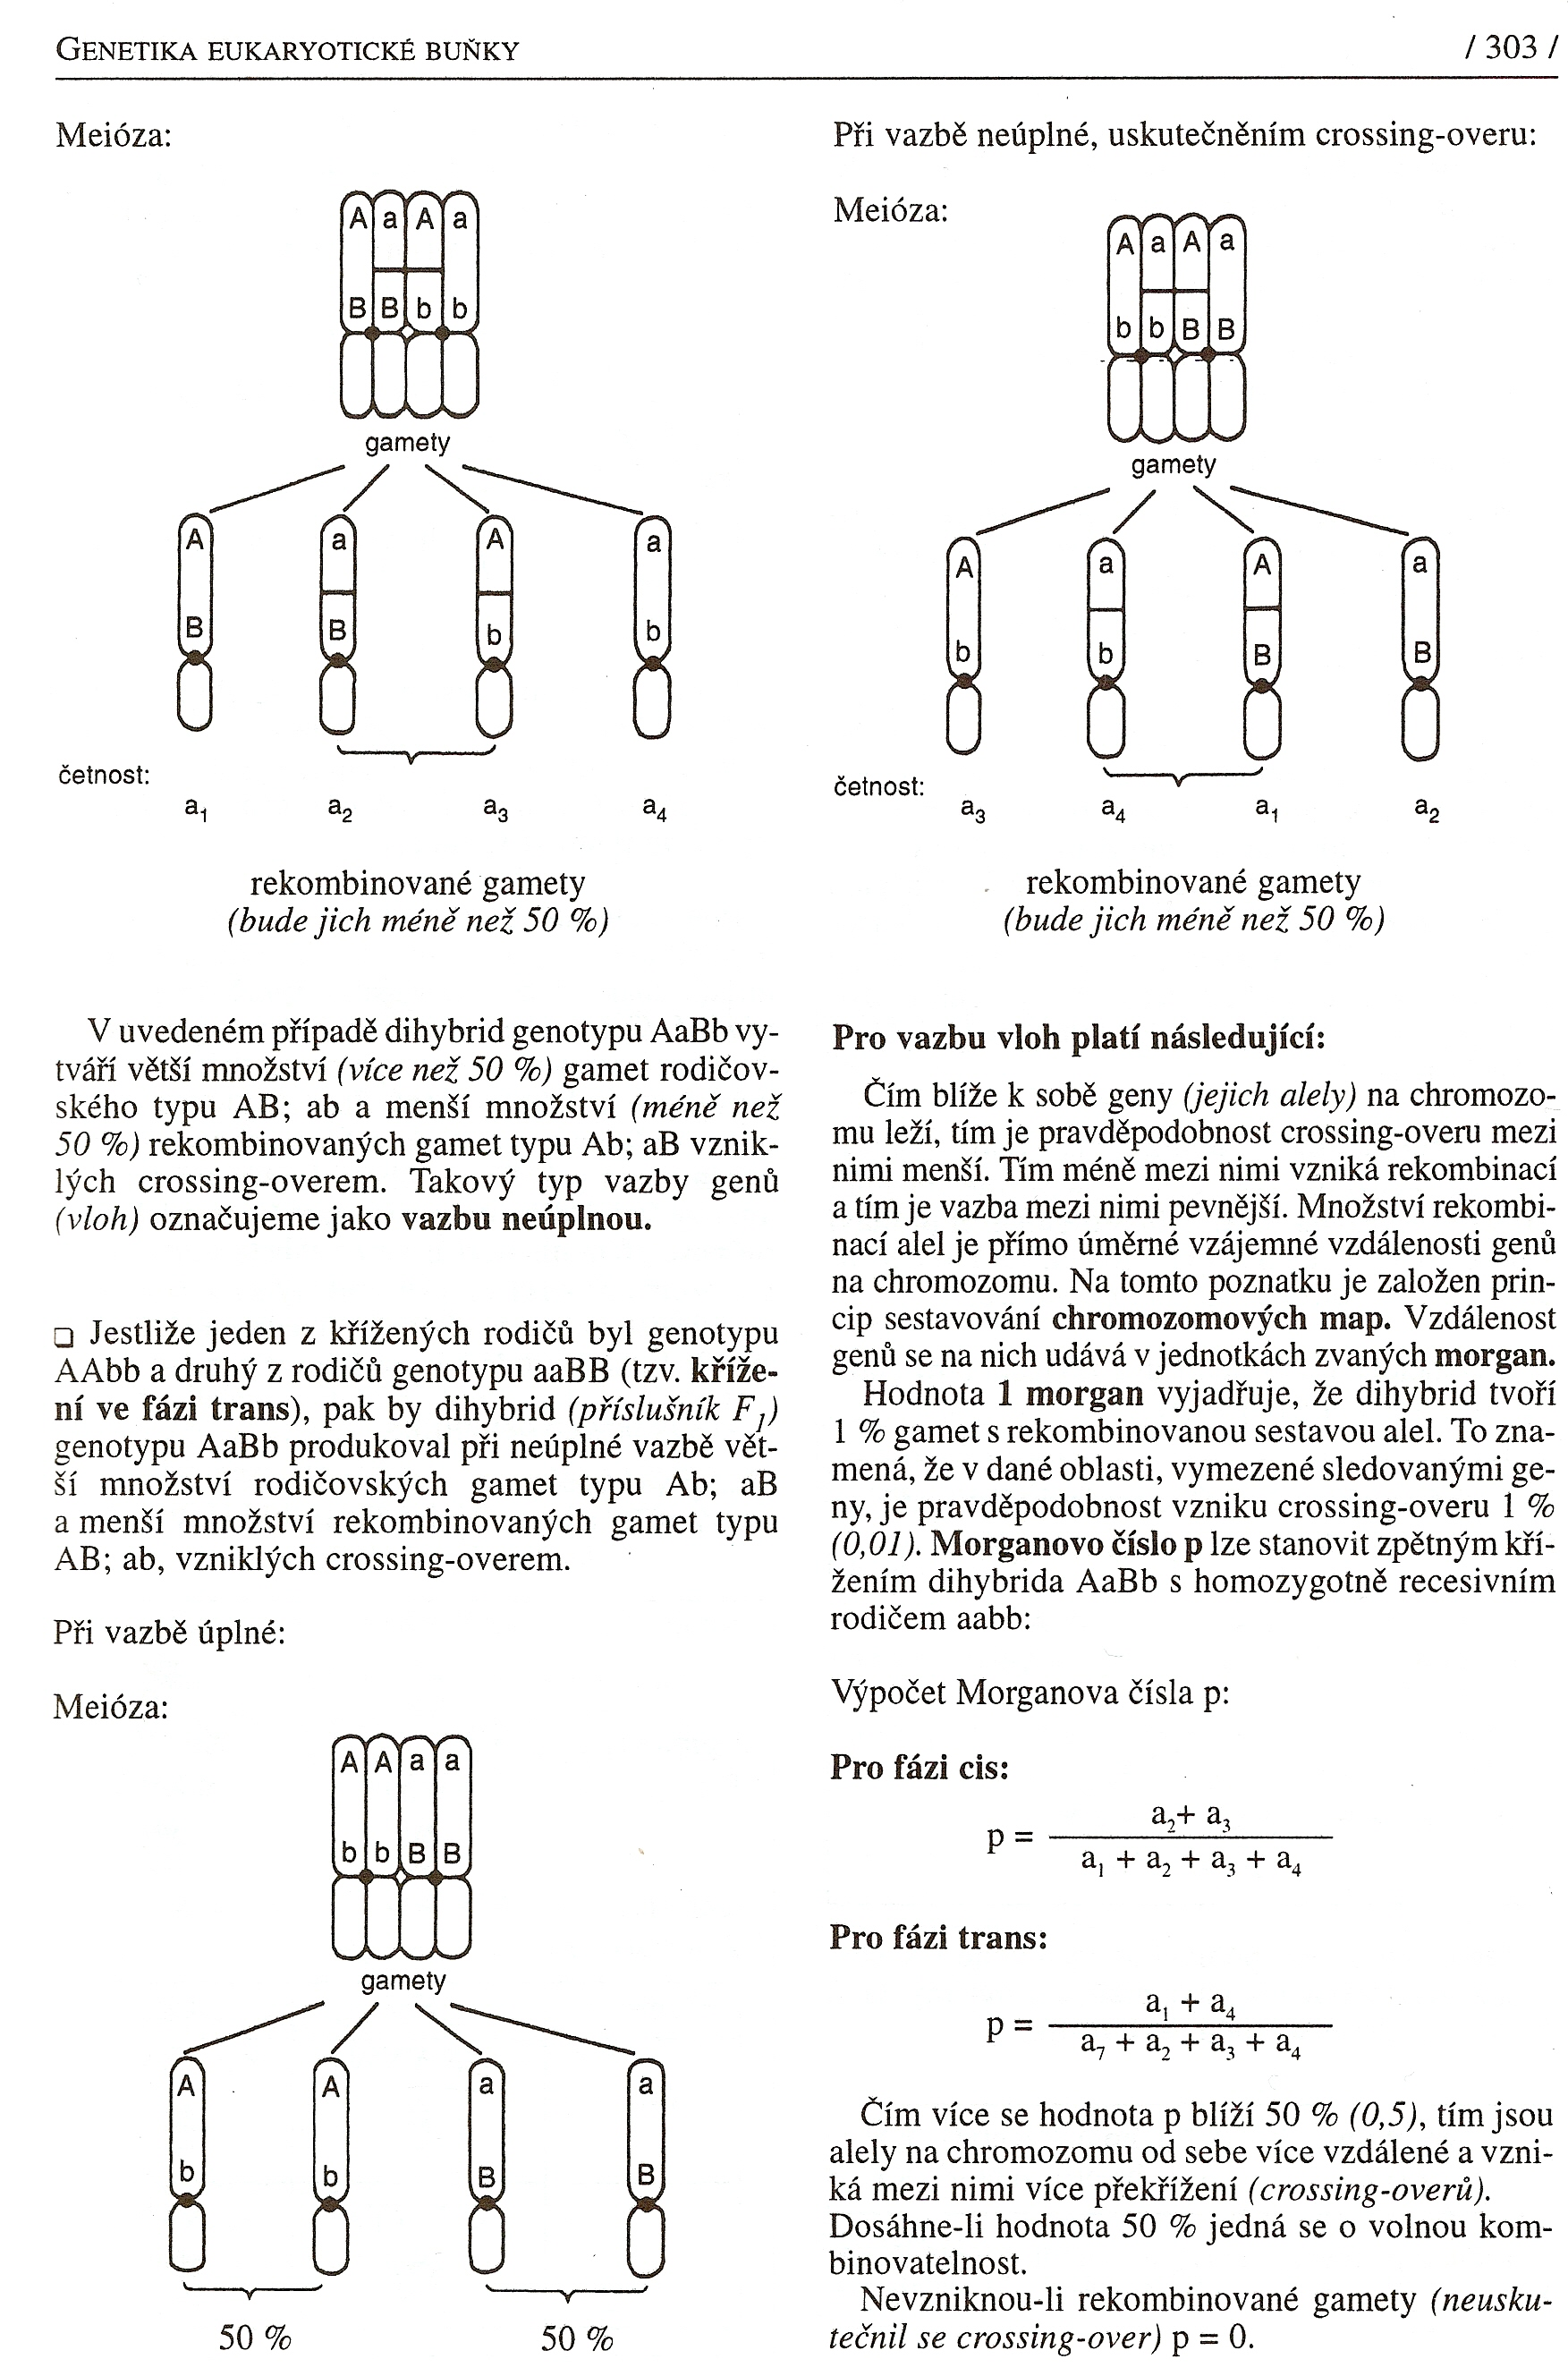 GENETIKA EUKARYOTICKÉ BUŇKY
/ 303 /
Meióza:
A a A a
B B b b
gamety
A a A a
B B b b
četnost:
a₁ a₂ a₃ a₄
rekombinované gamety
(bude jich méně než 50 %)
V uvedeném případě dihybrid genotypu AaBb vy-
tváří větší množství (více než 50 %) gamet rodičov-
ského typu AB; ab a menší množství (méně než
50 %) rekombinovaných gamet typu Ab; aB vznik-
lých crossing-overem. Takový typ vazby genů
(vloh) označujeme jako vazbu neúplnou.
❑ Jestliže jeden z křížených rodičů byl genotypu
AAbb a druhý z rodičů genotypu aaBB (tzv. kříže-
ní ve fázi trans), pak by dihybrid (příslušník F₁)
genotypu AaBb produkoval při neúplné vazbě vět-
ší množství rodičovských gamet typu Ab; aB
a menší množství rekombinovaných gamet typu
AB; ab, vzniklých crossing-overem.
Při vazbě úplné:
Meióza:
A A a a
b b B B
gamety
A A a a
b b B B
50 % 50 %
Při vazbě neúplné, uskutečněním crossing-overu:
Meióza:
A a A a
b b B B
gamety
A a A a
b b B B
četnost:
a₃ a₄ a₁ a₂
rekombinované gamety
(bude jich méně než 50 %)
Pro vazbu vloh platí následující:
Čím blíže k sobě geny (jejich alely) na chromozo-
mu leží, tím je pravděpodobnost crossing-overu mezi
nimi menší. Tím méně mezi nimi vzniká rekombinací
a tím je vazba mezi nimi pevnější. Množství rekombi-
nací alel je přímo úměrné vzájemné vzdálenosti genů
na chromozomu. Na tomto poznatku je založen prin-
cip sestavování chromozomových map. Vzdálenost
genů se na nich udává v jednotkách zvaných morgan.
Hodnota 1 morgan vyjadřuje, že dihybrid tvoří
1 % gamet s rekombinovanou sestavou alel. To zna-
mená, že v dané oblasti, vymezené sledovanými ge-
ny, je pravděpodobnost vzniku crossing-overu 1 %
(0,01). Morganovo číslo p lze stanovit zpětným kří-
žením dihybrida AaBb s homozygotně recesivním
rodičem aabb:
Výpočet Morganova čísla p:
Pro fázi cis:
a₂+ a₃
p =
a₁ + a₂ + a₃ + a₄
Pro fázi trans:
a₁ + a₄
p =
a₇ + a₂ + a₃ + a₄
Čím více se hodnota p blíží 50 % (0,5), tím jsou
alely na chromozomu od sebe více vzdálené a vzni-
ká mezi nimi více překřížení (crossing-overů).
Dosáhne-li hodnota 50 % jedná se o volnou kom-
binovatelnost.
Nevzniknou-li rekombinované gamety (neusku-
tečnil se crossing-over) p = 0.